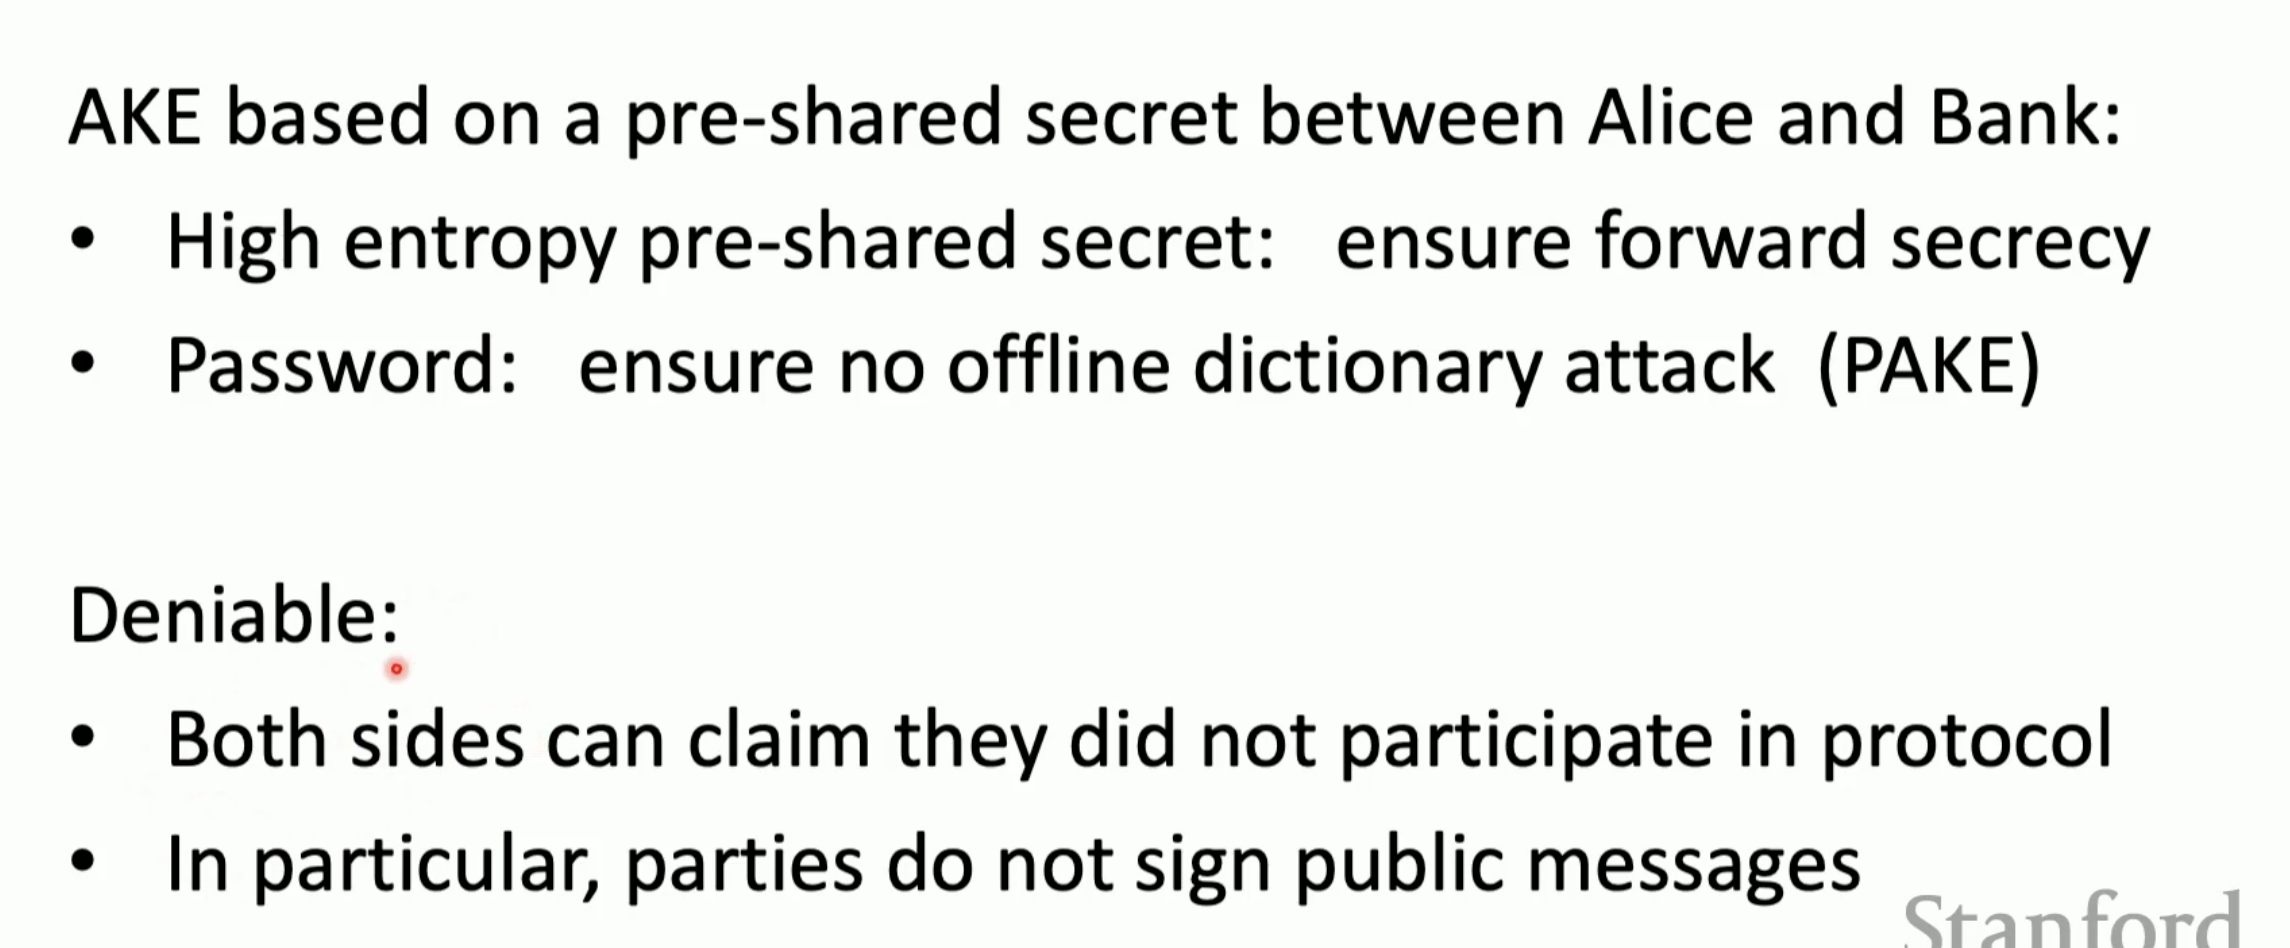 AKE based on a pre-shared secret between Alice and Bank:
• High entropy pre-shared secret: ensure forward secrecy
• Password: ensure no offline dictionary attack (PAKE)
Deniable:
• Both sides can claim they did not participate in protocol
• In particular, parties do not sign public messages
Stanford